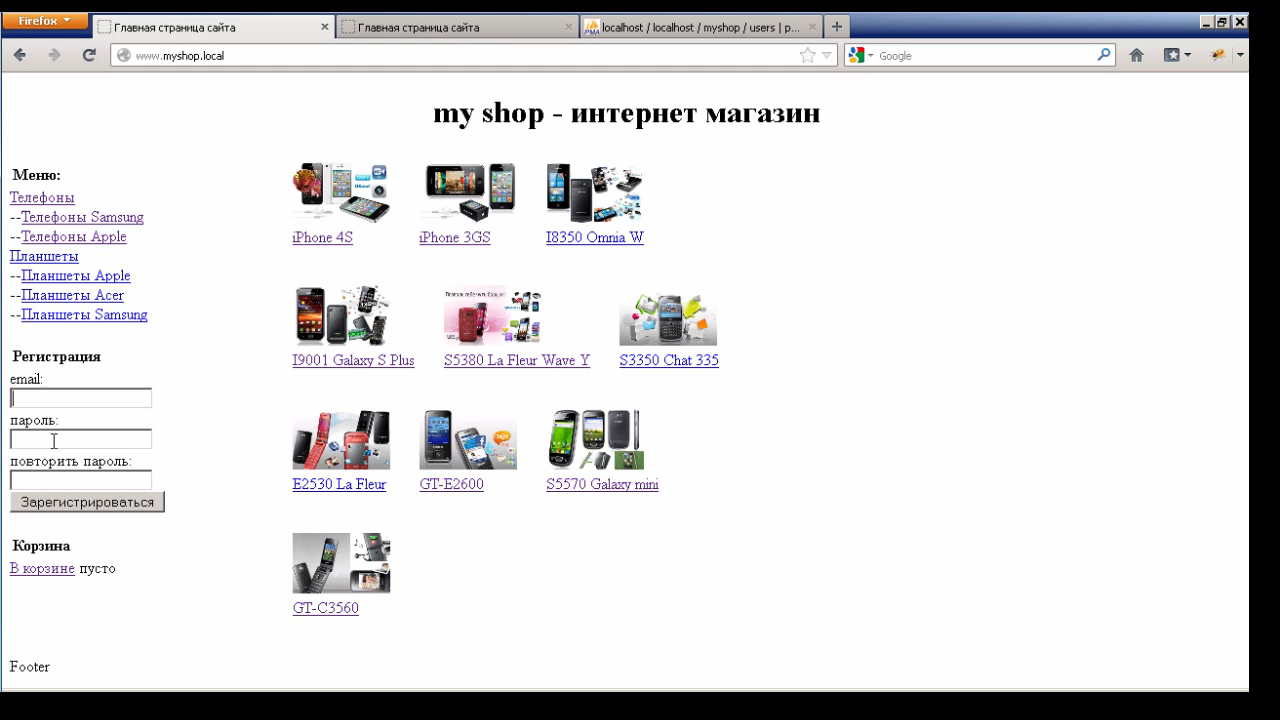 Firefox
Главная страница сайта
Главная страница сайта
localhost / localhost / myshop / users | p...
www.myshop.local
Google
my shop - интернет магазин
Меню:
Телефоны
--Телефоны Samsung
--Телефоны Apple
Планшеты
--Планшеты Apple
--Планшеты Acer
--Планшеты Samsung
Регистрация
email:
пароль:
повторить пароль:
Зарегистрироваться
Корзина
В корзине пусто
iPhone 4S
iPhone 3GS
I8350 Omnia W
I9001 Galaxy S Plus
S5380 La Fleur Wave Y
S3350 Chat 335
E2530 La Fleur
GT-E2600
S5570 Galaxy mini
GT-C3560
Footer